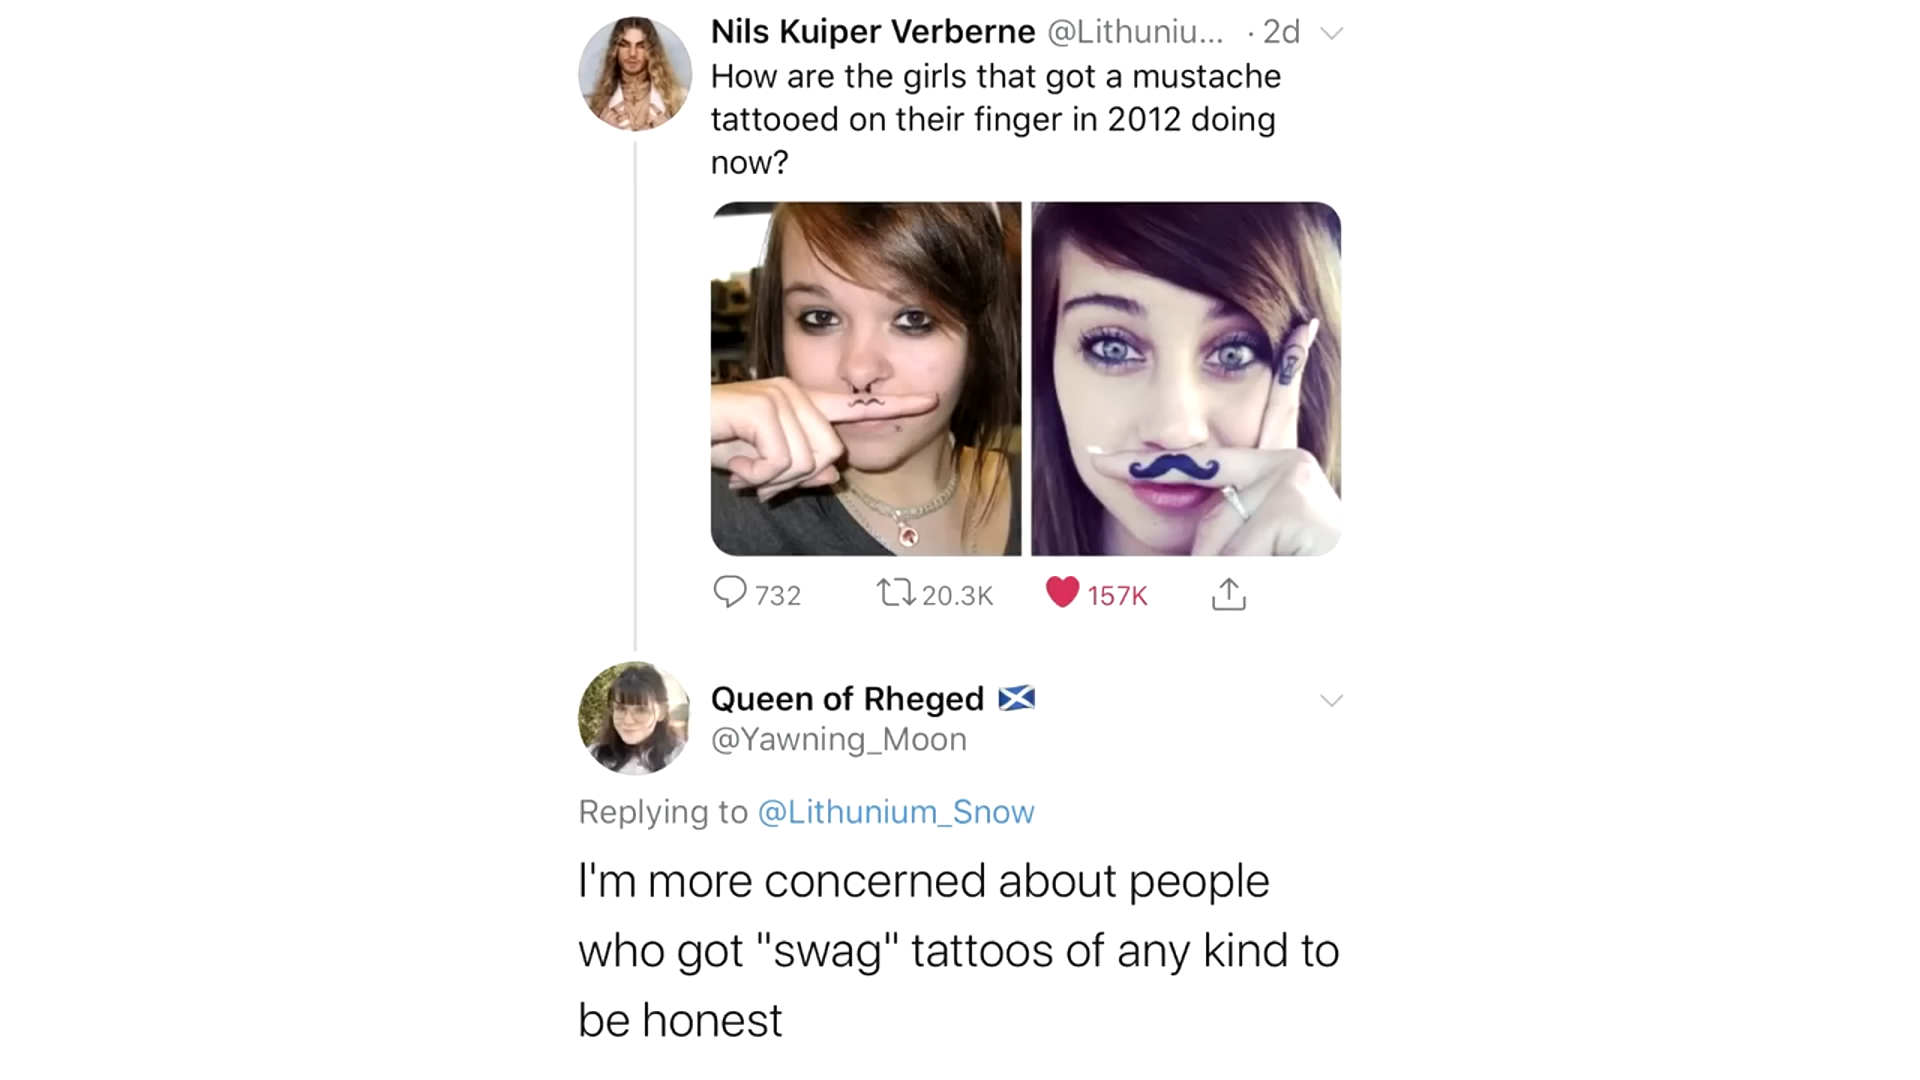 Nils Kuiper Verberne @Lithuniu... · 2d
How are the girls that got a mustache
tattooed on their finger in 2012 doing
now?
732 20.3K 157K
Queen of Rheged
@Yawning_Moon
Replying to @Lithunium_Snow
I'm more concerned about people
who got "swag" tattoos of any kind to
be honest